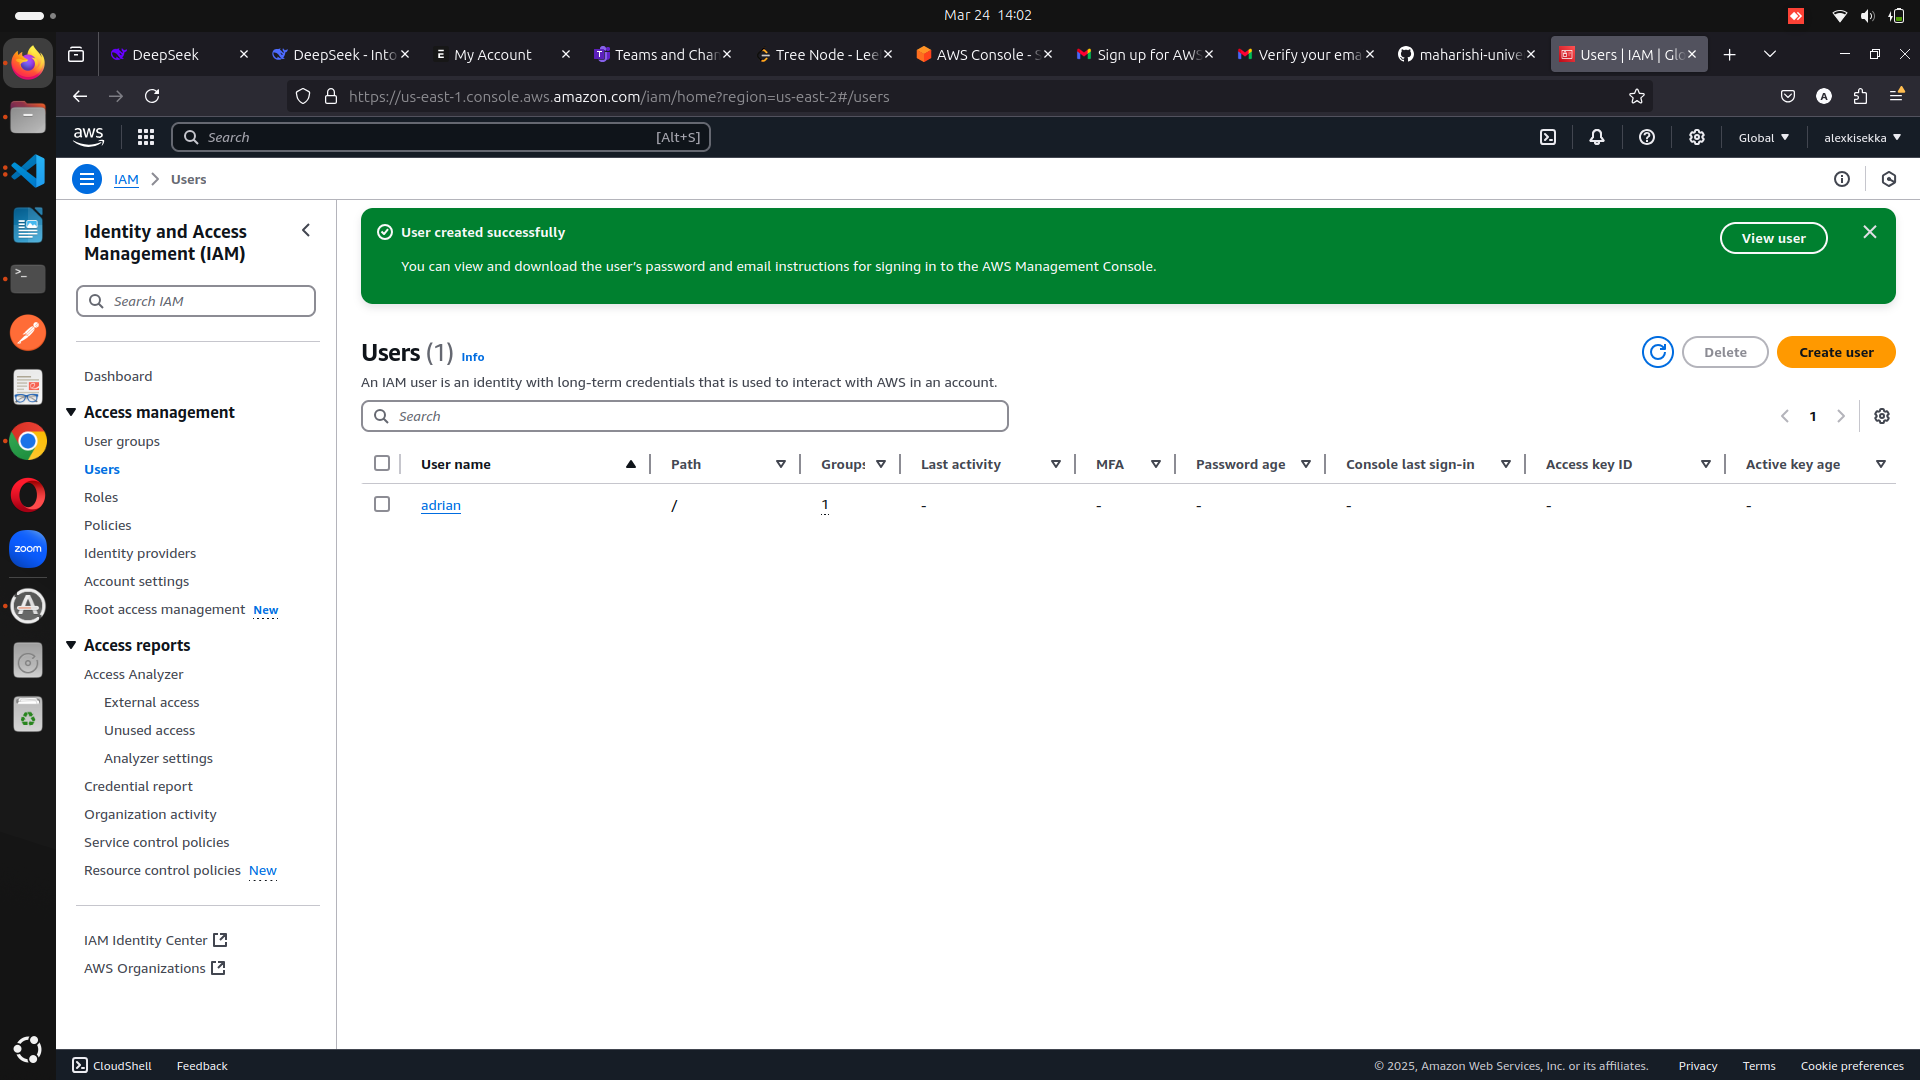 Mar 24 14:02
DeepSeek
DeepSeek - Into
My Account
Teams and Chan
Tree Node - Lee
AWS Console - S
Sign up for AWS
Verify your ema
maharishi-unive
Users | IAM | Glo
https://us-east-1.console.aws.amazon.com/iam/home?region=us-east-2#/users
aws
Search
[Alt+S]
Global
alexkisekka
IAM
Users
Identity and Access
Management (IAM)
Search IAM
Dashboard
Access management
User groups
Users
Roles
Policies
Identity providers
Account settings
Root access management New
Access reports
Access Analyzer
External access
Unused access
Analyzer settings
Credential report
Organization activity
Service control policies
Resource control policies New
IAM Identity Center
AWS Organizations
User created successfully
You can view and download the user's password and email instructions for signing in to the AWS Management Console.
View user
Users (1) Info
An IAM user is an identity with long-term credentials that is used to interact with AWS in an account.
Delete
Create user
Search
1
User name Path Groups Last activity MFA Password age Console last sign-in Access key ID Active key age
adrian / 1 - - - - - -
zoom
CloudShell
Feedback
© 2025, Amazon Web Services, Inc. or its affiliates.
Privacy
Terms
Cookie preferences